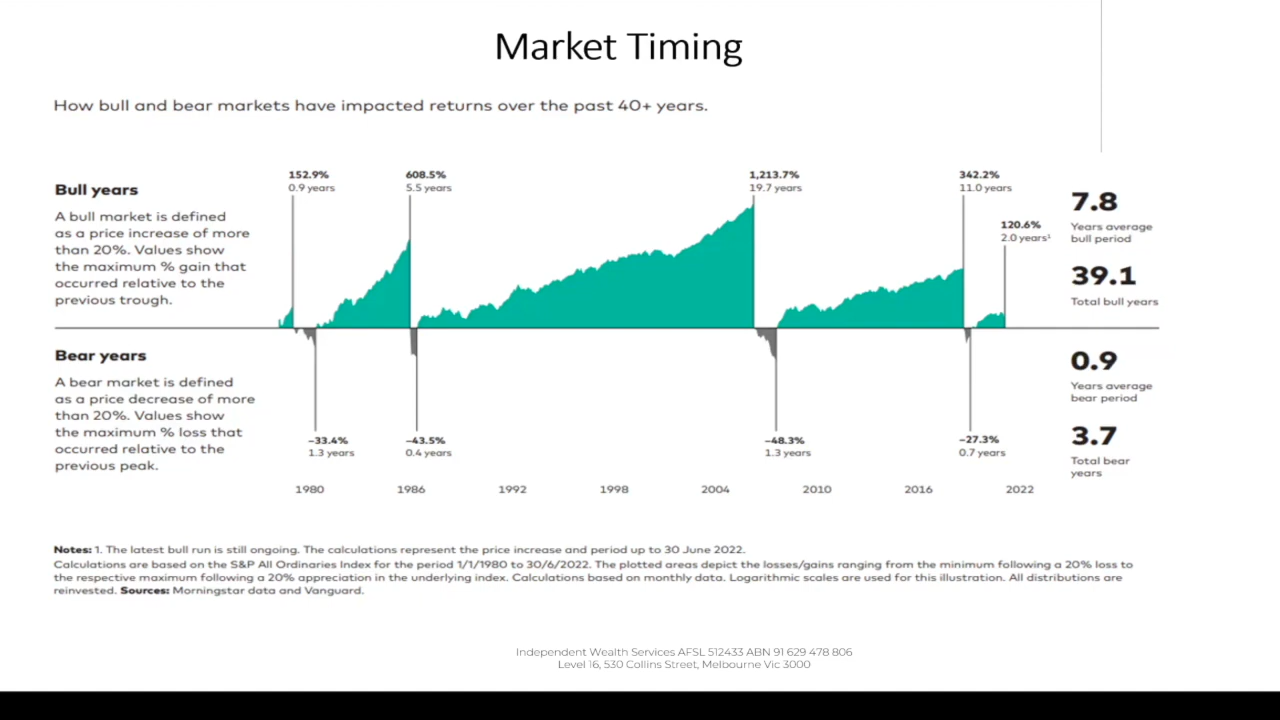 Market Timing
How bull and bear markets have impacted returns over the past 40+ years.
152.9%
0.9 years
608.5%
5.5 years
1,213.7%
19.7 years
342.2%
11.0 years
120.6%
2.0 years¹
Bull years
A bull market is defined
as a price increase of more
than 20%. Values show
the maximum % gain that
occurred relative to the
previous trough.
7.8
Years average
bull period
39.1
Total bull years
Bear years
A bear market is defined
as a price decrease of more
than 20%. Values show
the maximum % loss that
occurred relative to the
previous peak.
–33.4%
1.3 years
–43.5%
0.4 years
–48.3%
1.3 years
–27.3%
0.7 years
0.9
Years average
bear period
3.7
Total bear
years
1980
1986
1992
1998
2004
2010
2016
2022
Notes: 1. The latest bull run is still ongoing. The calculations represent the price increase and period up to 30 June 2022.
Calculations are based on the S&P All Ordinaries Index for the period 1/1/1980 to 30/6/2022. The plotted areas depict the losses/gains ranging from the minimum following a 20% loss to
the respective maximum following a 20% appreciation in the underlying index. Calculations based on monthly data. Logarithmic scales are used for this illustration. All distributions are
reinvested. Sources: Morningstar data and Vanguard.
Independent Wealth Services AFSL 512433 ABN 91 629 478 806
Level 16, 530 Collins Street, Melbourne Vic 3000